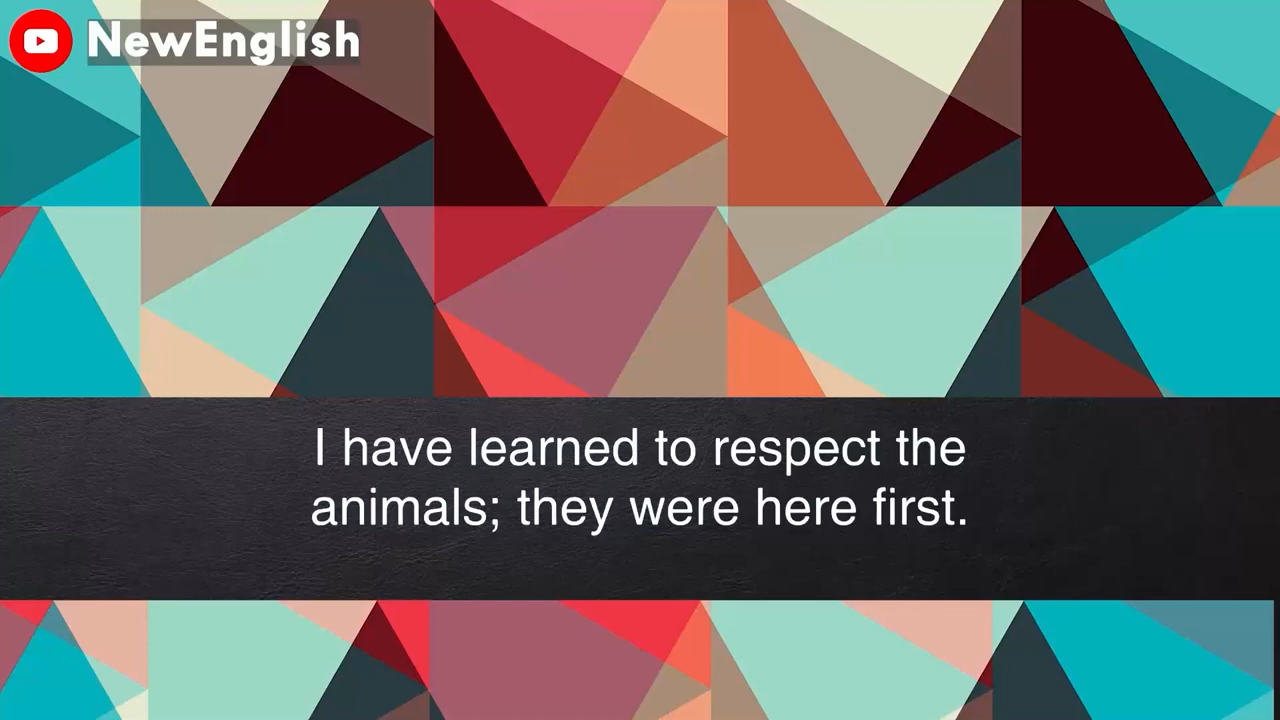 NewEnglish
I have learned to respect the
animals; they were here first.